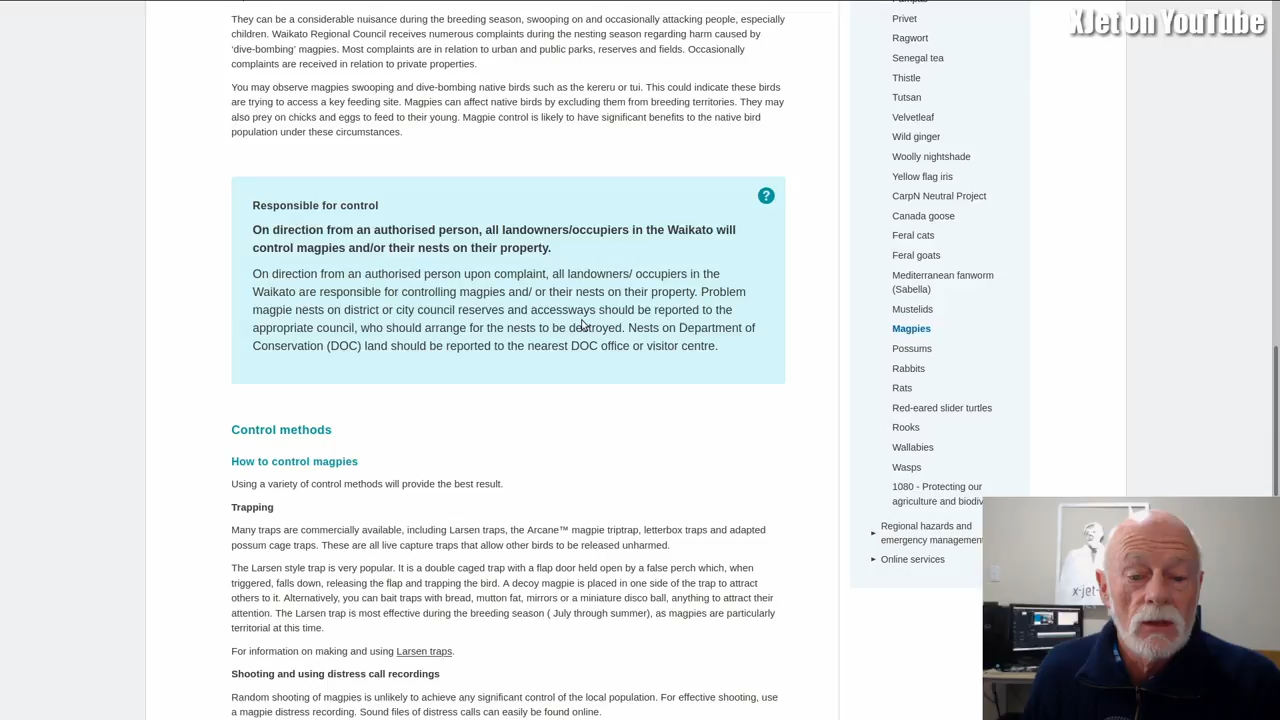 They can be a considerable nuisance during the breeding season, swooping on and occasionally attacking people, especially
children. Waikato Regional Council receives numerous complaints during the nesting season regarding harm caused by
‘dive-bombing’ magpies. Most complaints are in relation to urban and public parks, reserves and fields. Occasionally
complaints are received in relation to private properties.
You may observe magpies swooping and dive-bombing native birds such as the kereru or tui. This could indicate these birds
are trying to access a key feeding site. Magpies can affect native birds by excluding them from breeding territories. They may
also prey on chicks and eggs to feed to their young. Magpie control is likely to have significant benefits to the native bird
population under these circumstances.
Responsible for control
?
On direction from an authorised person, all landowners/occupiers in the Waikato will
control magpies and/or their nests on their property.
On direction from an authorised person upon complaint, all landowners/ occupiers in the
Waikato are responsible for controlling magpies and/ or their nests on their property. Problem
magpie nests on district or city council reserves and accessways should be reported to the
appropriate council, who should arrange for the nests to be destroyed. Nests on Department of
Conservation (DOC) land should be reported to the nearest DOC office or visitor centre.
Control methods
How to control magpies
Using a variety of control methods will provide the best result.
Trapping
Many traps are commercially available, including Larsen traps, the Arcane™ magpie triptrap, letterbox traps and adapted
possum cage traps. These are all live capture traps that allow other birds to be released unharmed.
The Larsen style trap is very popular. It is a double caged trap with a flap door held open by a false perch which, when
triggered, falls down, releasing the flap and trapping the bird. A decoy magpie is placed in one side of the trap to attract
others to it. Alternatively, you can bait traps with bread, mutton fat, mirrors or a miniature disco ball, anything to attract their
attention. The Larsen trap is most effective during the breeding season ( July through summer), as magpies are particularly
territorial at this time.
For information on making and using Larsen traps.
Shooting and using distress call recordings
Random shooting of magpies is unlikely to achieve any significant control of the local population. For effective shooting, use
a magpie distress recording. Sound files of distress calls can easily be found online.
XJet on YouTube
Privet
Ragwort
Senegal tea
Thistle
Tutsan
Velvetleaf
Wild ginger
Woolly nightshade
Yellow flag iris
CarpN Neutral Project
Canada goose
Feral cats
Feral goats
Mediterranean fanworm
(Sabella)
Mustelids
Magpies
Possums
Rabbits
Rats
Red-eared slider turtles
Rooks
Wallabies
Wasps
1080 - Protecting our
agriculture and
Regional hazards and
emergency management
Online services
x-jet